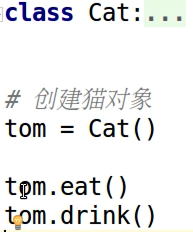 class Cat:...
# 创建猫对象
tom = Cat()
tom.eat()
tom.drink()